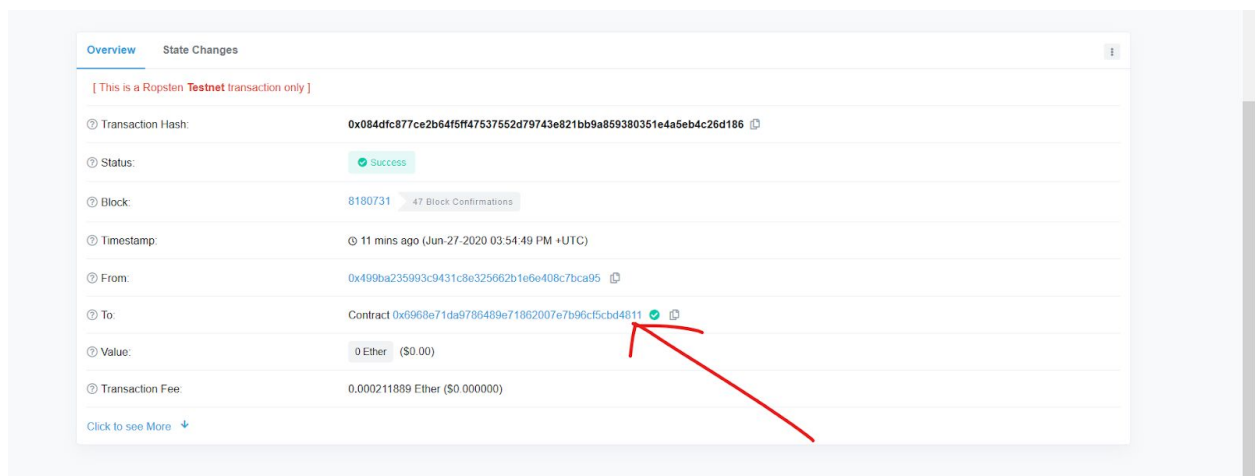 Overview State Changes
[ This is a Ropsten Testnet transaction only ]
Transaction Hash: 0x084dfc877ce2b64f5ff47537552d79743e821bb9a859380351e4a5eb4c26d186
Status: Success
Block: 8180731 47 Block Confirmations
Timestamp: 11 mins ago (Jun-27-2020 03:54:49 PM +UTC)
From: 0x499ba235993c9431c8e325662b1e6e408c7bca95
To: Contract 0x6968e71da9786489e71862007e7b96cf5cbd4811
Value: 0 Ether ($0.00)
Transaction Fee: 0.000211889 Ether ($0.000000)
Click to see More